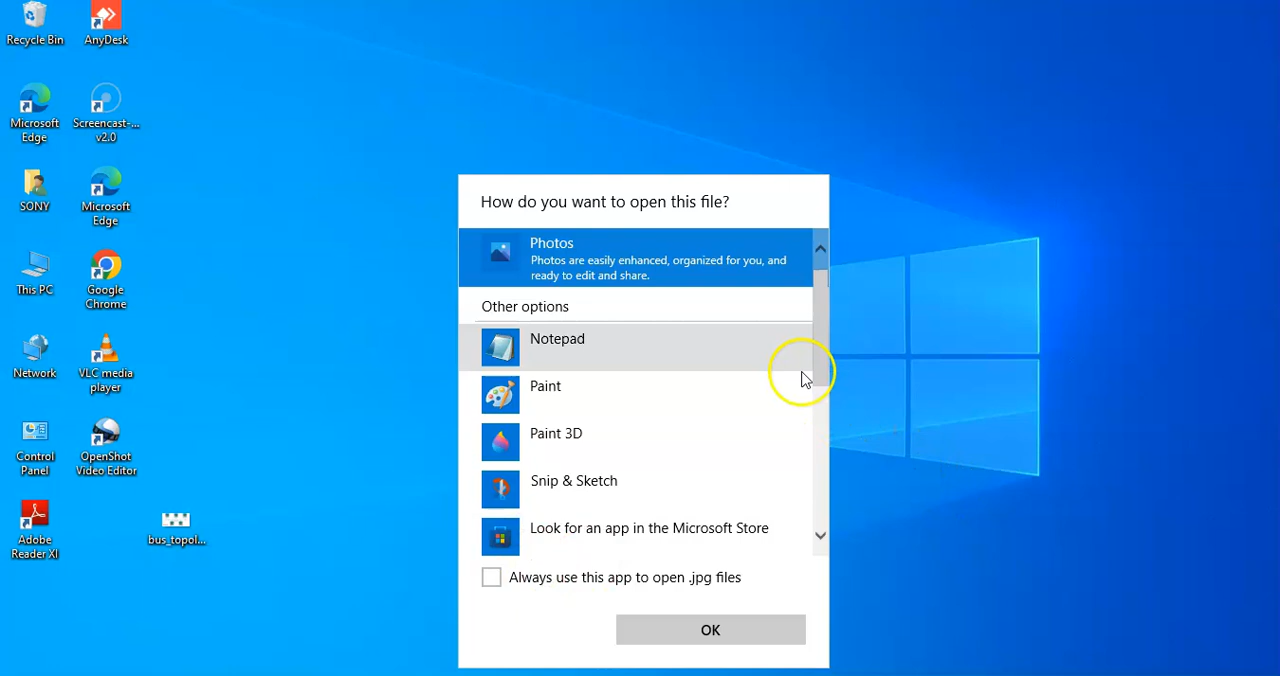 Recycle Bin
AnyDesk
Microsoft
Edge
Screencast-...
v2.0
SONY
Microsoft
Edge
This PC
Google
Chrome
Network
VLC media
player
Control
Panel
OpenShot
Video Editor
Adobe
Reader XI
bus_topol...
How do you want to open this file?
Photos
Photos are easily enhanced, organized for you, and
ready to edit and share.
Other options
Notepad
Paint
Paint 3D
Snip & Sketch
Look for an app in the Microsoft Store
Always use this app to open .jpg files
OK